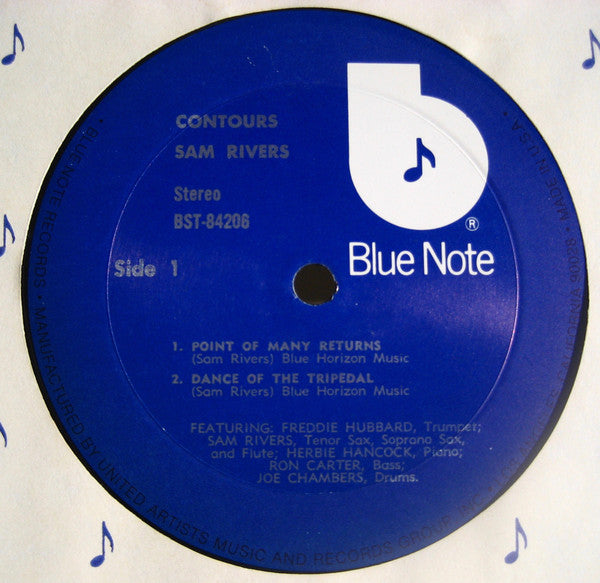 CONTOURS
SAM RIVERS
Stereo
BST-84206
Side 1
b
®
Blue Note
1. POINT OF MANY RETURNS
(Sam Rivers) Blue Horizon Music
2. DANCE OF THE TRIPEDAL
(Sam Rivers) Blue Horizon Music
FEATURING: FREDDIE HUBBARD, Trumpet;
SAM RIVERS, Tenor Sax, Soprano Sax,
and Flute; HERBIE HANCOCK, Piano;
RON CARTER, Bass;
JOE CHAMBERS, Drums.
• BLUE NOTE RECORDS • MANUFACTURED BY UNITED ARTISTS MUSIC AND RECORDS GROUP, INC.
90028 • MADE IN U.S.A.